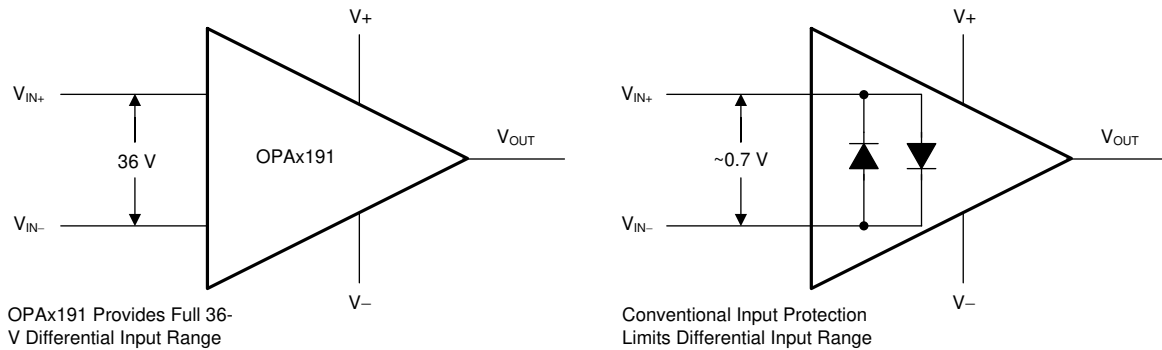 V+
VIN+
36 V
OPAx191
VOUT
VIN–
V–
OPAx191 Provides Full 36-
V Differential Input Range
V+
VIN+
~0.7 V
VOUT
VIN–
V–
Conventional Input Protection
Limits Differential Input Range